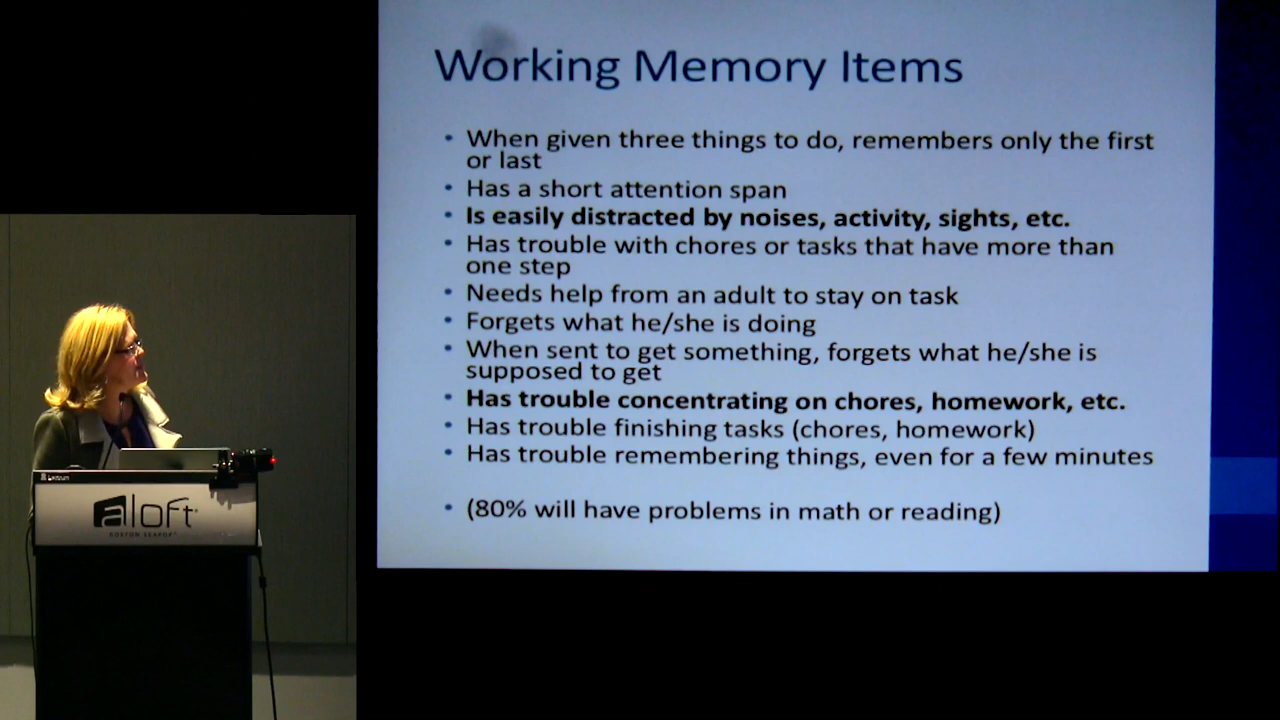 Working Memory Items
• When given three things to do, remembers only the first
or last
• Has a short attention span
• Is easily distracted by noises, activity, sights, etc.
• Has trouble with chores or tasks that have more than
one step
• Needs help from an adult to stay on task
• Forgets what he/she is doing
• When sent to get something, forgets what he/she is
supposed to get
• Has trouble concentrating on chores, homework, etc.
• Has trouble finishing tasks (chores, homework)
• Has trouble remembering things, even for a few minutes
• (80% will have problems in math or reading)
aloft